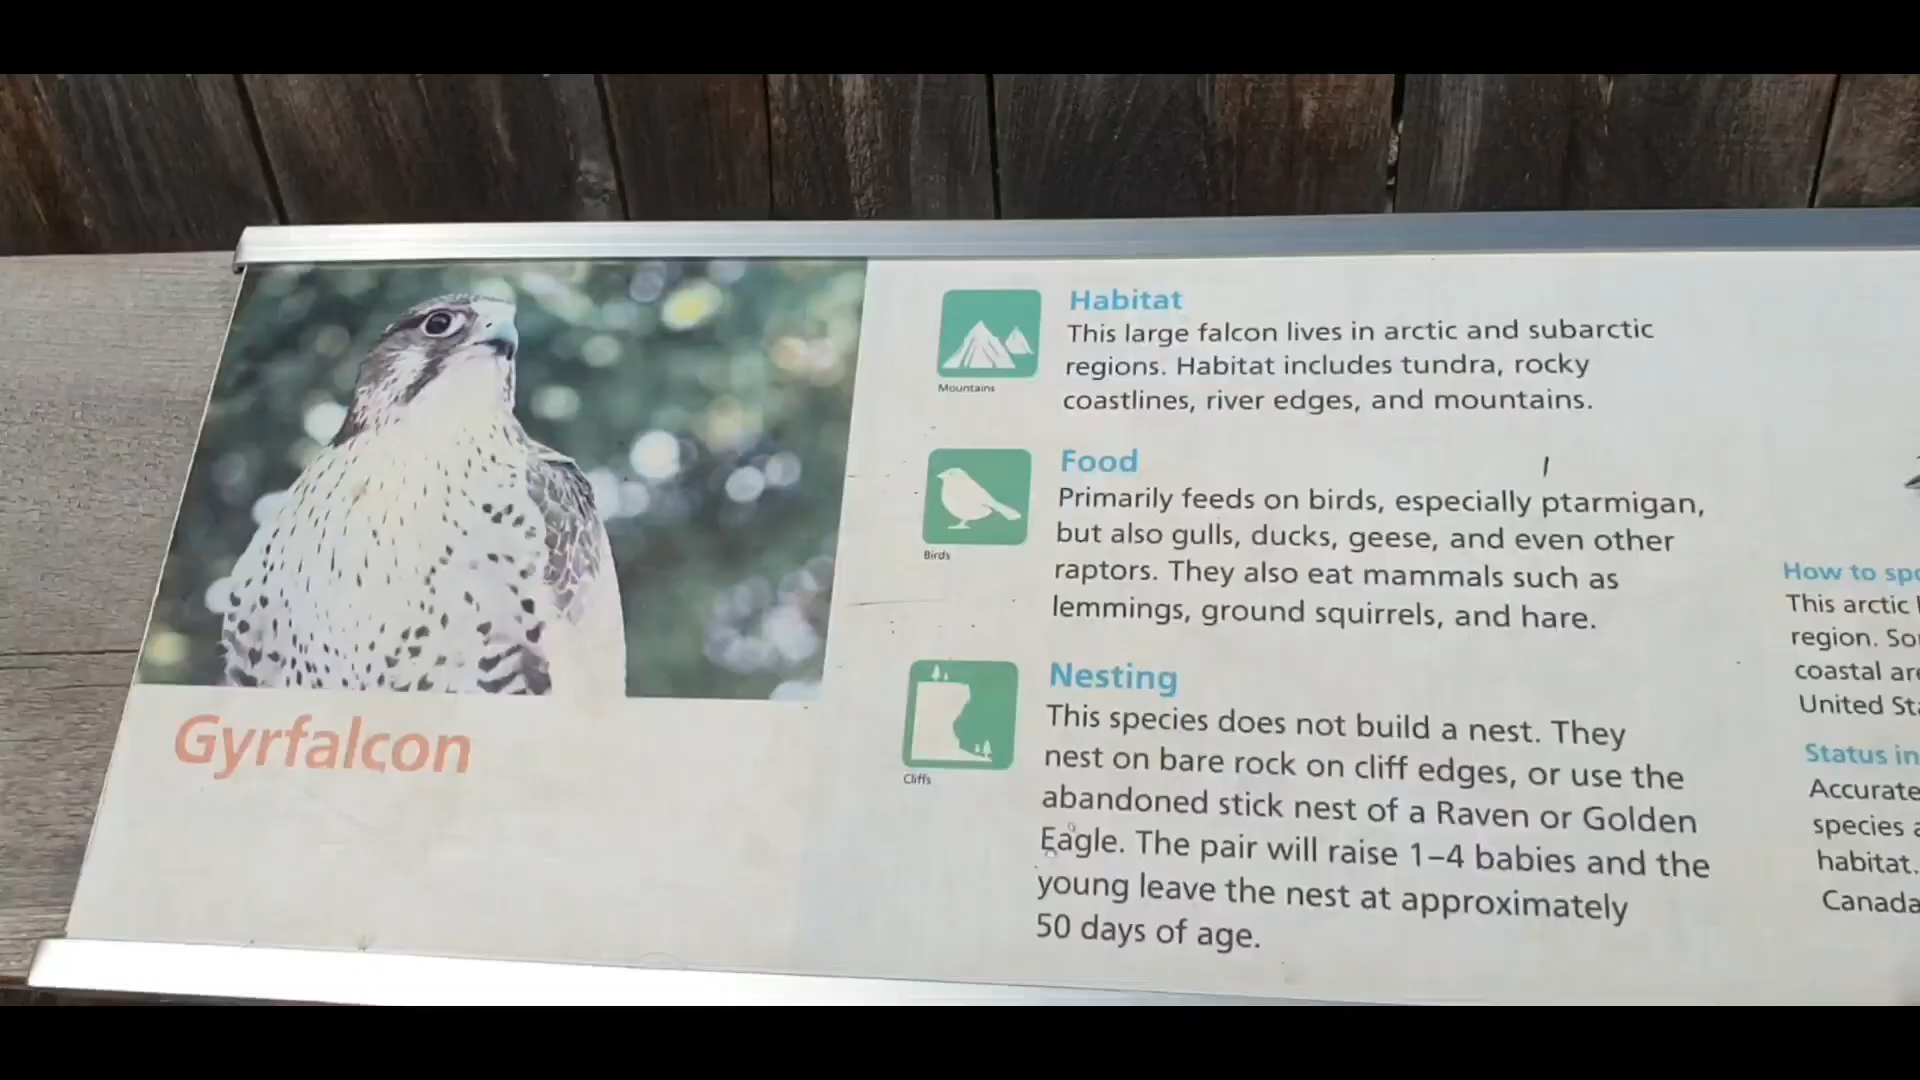 Gyrfalcon
Mountains
Habitat
This large falcon lives in arctic and subarctic
regions. Habitat includes tundra, rocky
coastlines, river edges, and mountains.
Birds
Food
Primarily feeds on birds, especially ptarmigan,
but also gulls, ducks, geese, and even other
raptors. They also eat mammals such as
lemmings, ground squirrels, and hare.
Cliffs
Nesting
This species does not build a nest. They
nest on bare rock on cliff edges, or use the
abandoned stick nest of a Raven or Golden
Eagle. The pair will raise 1–4 babies and the
young leave the nest at approximately
50 days of age.
How to
This arctic
region.
coastal
United
Status in
Accurate
species
habitat.
Canada